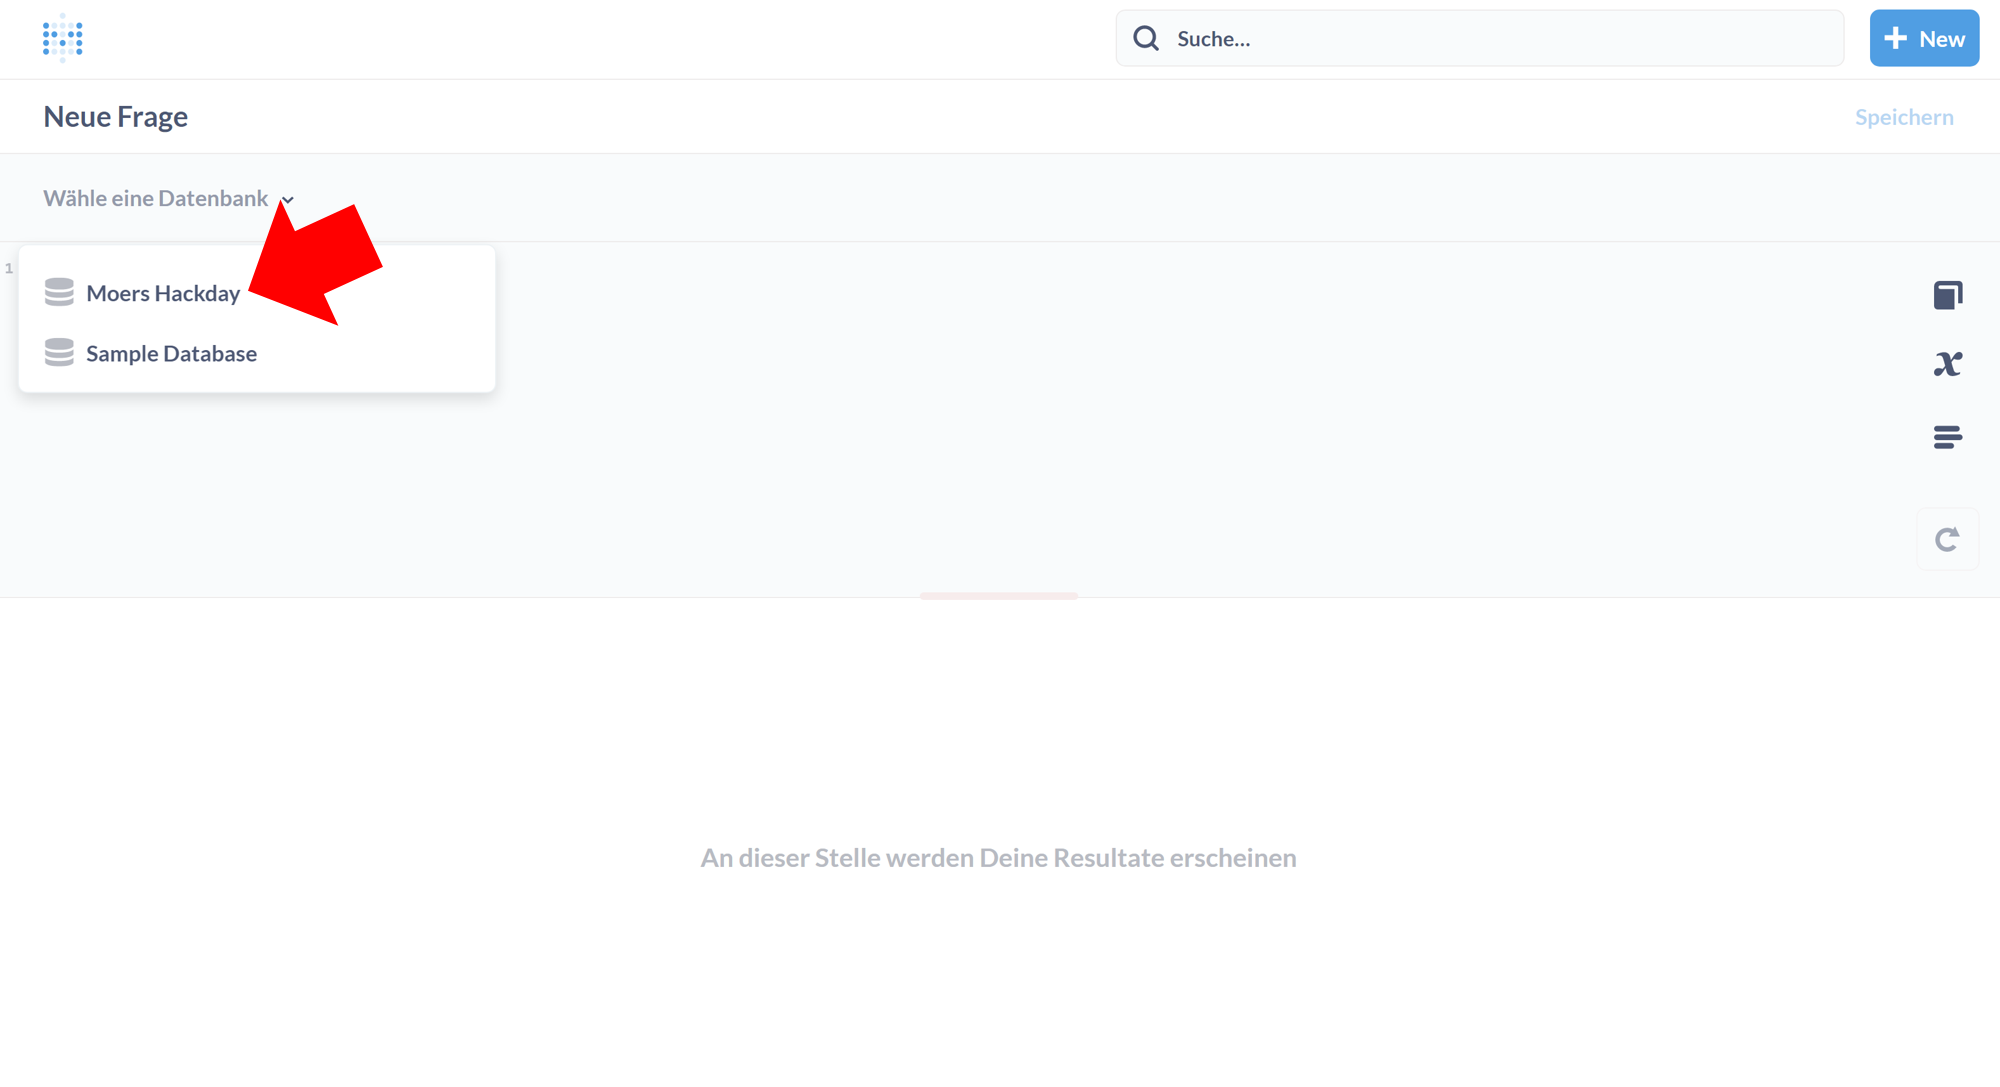 Suche...
New
Neue Frage
Speichern
Wähle eine Datenbank
1
Moers Hackday
Sample Database
x
An dieser Stelle werden Deine Resultate erscheinen